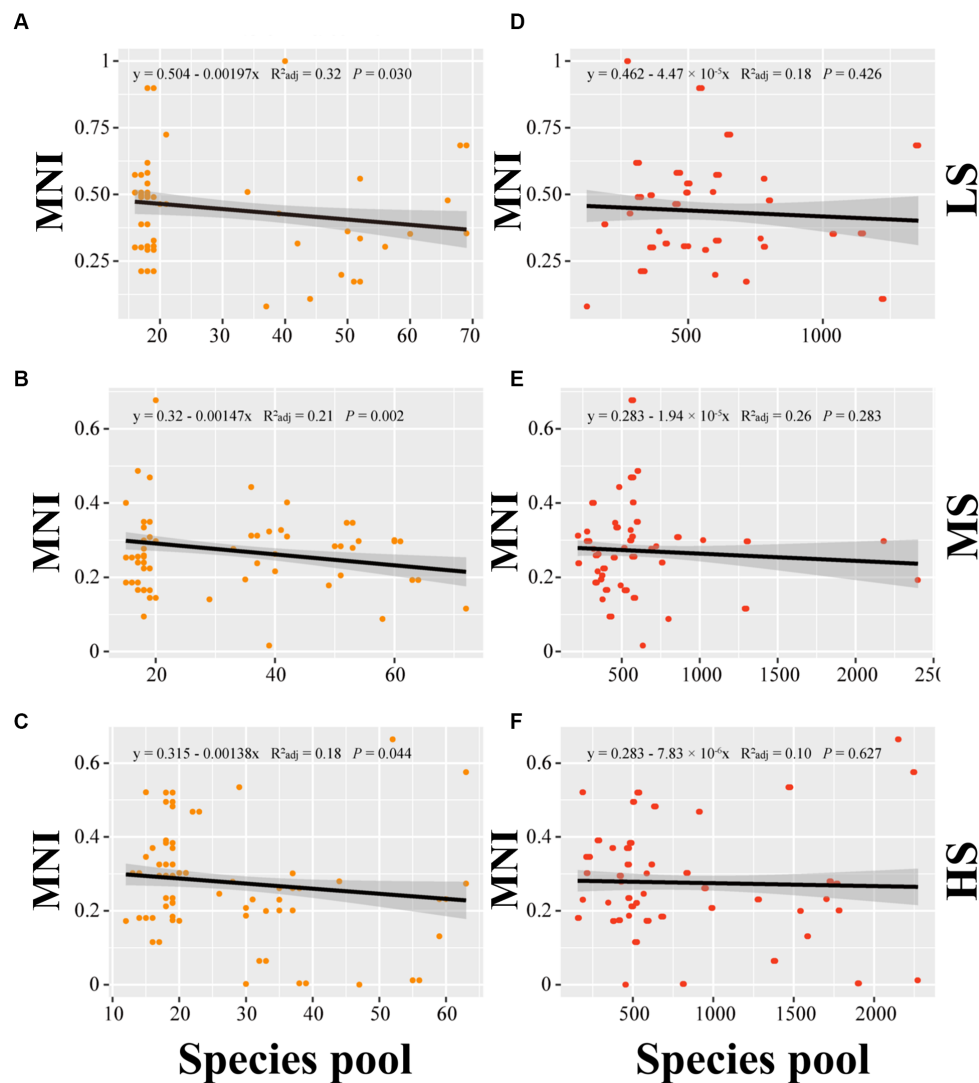 A
D
y = 0.504 - 0.00197x R²adj = 0.32 P = 0.030
y = 0.462 - 4.47 × 10⁻⁵x R²adj = 0.18 P = 0.426
MNI
1
0.75
0.50
0.25
20 30 40 50 60 70
MNI
1
0.75
0.50
0.25
500 1000
LS
B
E
y = 0.32 - 0.00147x R²adj = 0.21 P = 0.002
y = 0.283 - 1.94 × 10⁻⁵x R²adj = 0.26 P = 0.283
MNI
0.6
0.4
0.2
0
20 40 60
MNI
0.6
0.4
0.2
0
500 1000 1500 2000 250
MS
C
F
y = 0.315 - 0.00138x R²adj = 0.18 P = 0.044
y = 0.283 - 7.83 × 10⁻⁶x R²adj = 0.10 P = 0.627
MNI
0.6
0.4
0.2
0
10 20 30 40 50 60
MNI
0.6
0.4
0.2
0
500 1000 1500 2000
HS
Species pool
Species pool